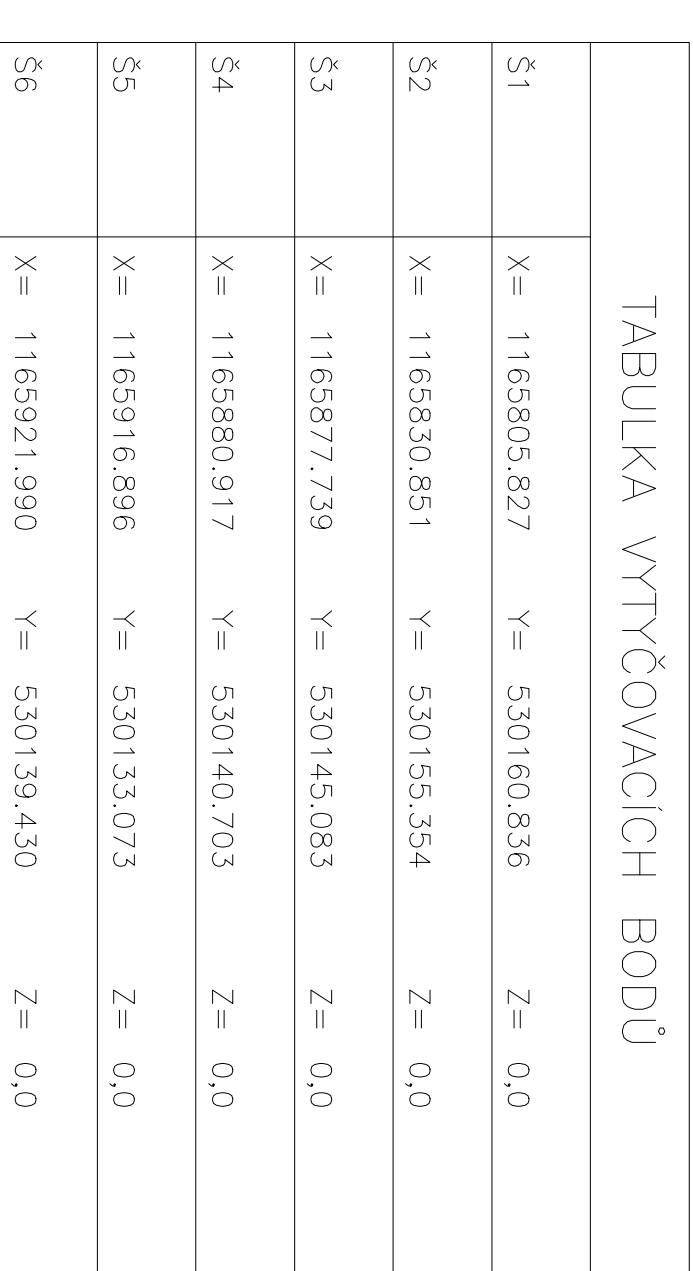 TABULKA VYTYČOVACÍCH BODŮ
Š1 X= 1165805.827 Y= 530160.836 Z= 0,0
Š2 X= 1165830.851 Y= 530155.354 Z= 0,0
Š3 X= 1165877.739 Y= 530145.083 Z= 0,0
Š4 X= 1165880.917 Y= 530140.703 Z= 0,0
Š5 X= 1165916.896 Y= 530133.073 Z= 0,0
Š6 X= 1165921.990 Y= 530139.430 Z= 0,0